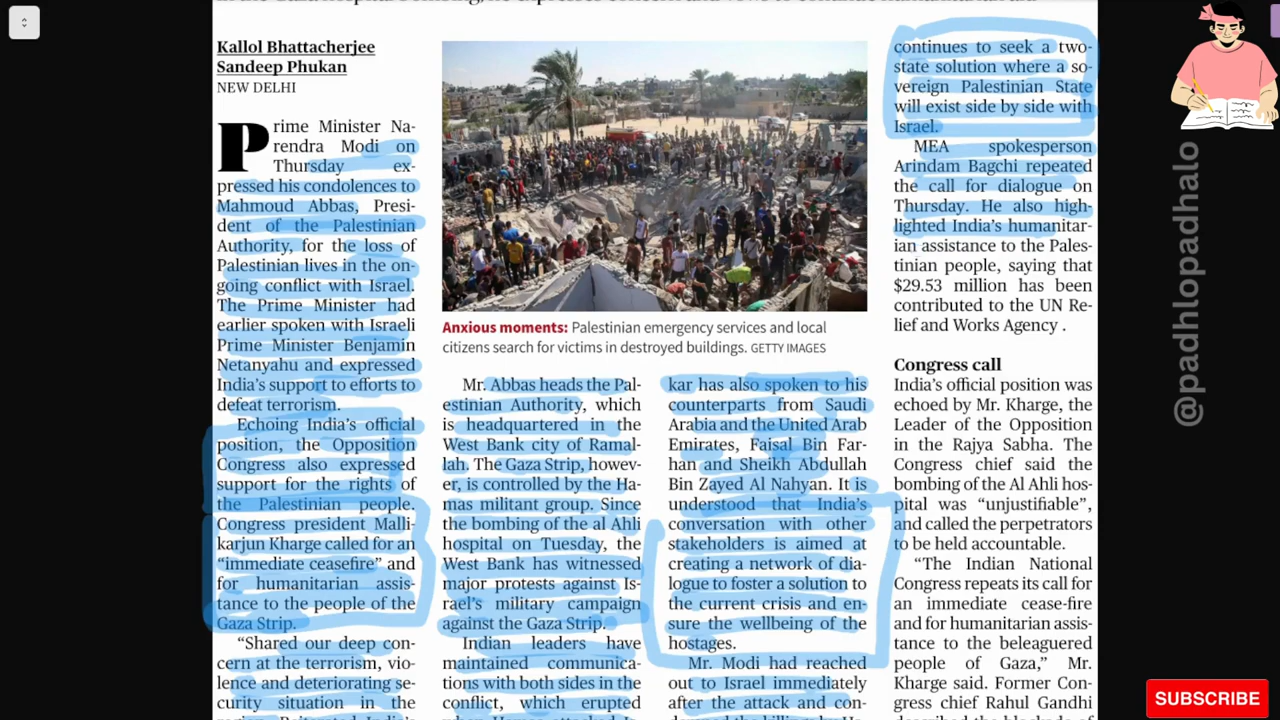 Kallol Bhattacherjee
Sandeep Phukan
NEW DELHI
Prime Minister Na-
rendra Modi on
Thursday ex-
pressed his condolences to
Mahmoud Abbas, Presi-
dent of the Palestinian
Authority, for the loss of
Palestinian lives in the on-
going conflict with Israel.
The Prime Minister had
earlier spoken with Israeli
Prime Minister Benjamin
Netanyahu and expressed
India's support to efforts to
defeat terrorism.
Echoing India's official
position, the Opposition
Congress also expressed
support for the rights of
the Palestinian people.
Congress president Malli-
karjun Kharge called for an
"immediate ceasefire" and
for humanitarian assis-
tance to the people of the
Gaza Strip.
"Shared our deep con-
cern at the terrorism, vio-
lence and deteriorating se-
curity situation in the
Anxious moments: Palestinian emergency services and local
citizens search for victims in destroyed buildings. GETTY IMAGES
Mr. Abbas heads the Pal-
estinian Authority, which
is headquartered in the
West Bank city of Ramal-
lah. The Gaza Strip, howev-
er, is controlled by the Ha-
mas militant group. Since
the bombing of the al Ahli
hospital on Tuesday, the
West Bank has witnessed
major protests against Is-
rael's military campaign
against the Gaza Strip.
Indian leaders have
maintained communica-
tions with both sides in the
conflict, which erupted
kar has also spoken to his
counterparts from Saudi
Arabia and the United Arab
Emirates, Faisal Bin Far-
han and Sheikh Abdullah
Bin Zayed Al Nahyan. It is
understood that India's
conversation with other
stakeholders is aimed at
creating a network of dia-
logue to foster a solution to
the current crisis and en-
sure the wellbeing of the
hostages.
Mr. Modi had reached
out to Israel immediately
after the attack and con-
continues to seek a two-
state solution where a so-
vereign Palestinian State
will exist side by side with
Israel.
MEA spokesperson
Arindam Bagchi repeated
the call for dialogue on
Thursday. He also high-
lighted India's humanitar-
ian assistance to the Pales-
tinian people, saying that
$29.53 million has been
contributed to the UN Re-
lief and Works Agency .
Congress call
India's official position was
echoed by Mr. Kharge, the
Leader of the Opposition
in the Rajya Sabha. The
Congress chief said the
bombing of the Al Ahli hos-
pital was "unjustifiable",
and called the perpetrators
to be held accountable.
"The Indian National
Congress repeats its call for
an immediate cease-fire
and for humanitarian assis-
tance to the beleaguered
people of Gaza," Mr.
Kharge said. Former Con-
gress chief Rahul Gandhi
@padhlopadhalo
SUBSCRIBE